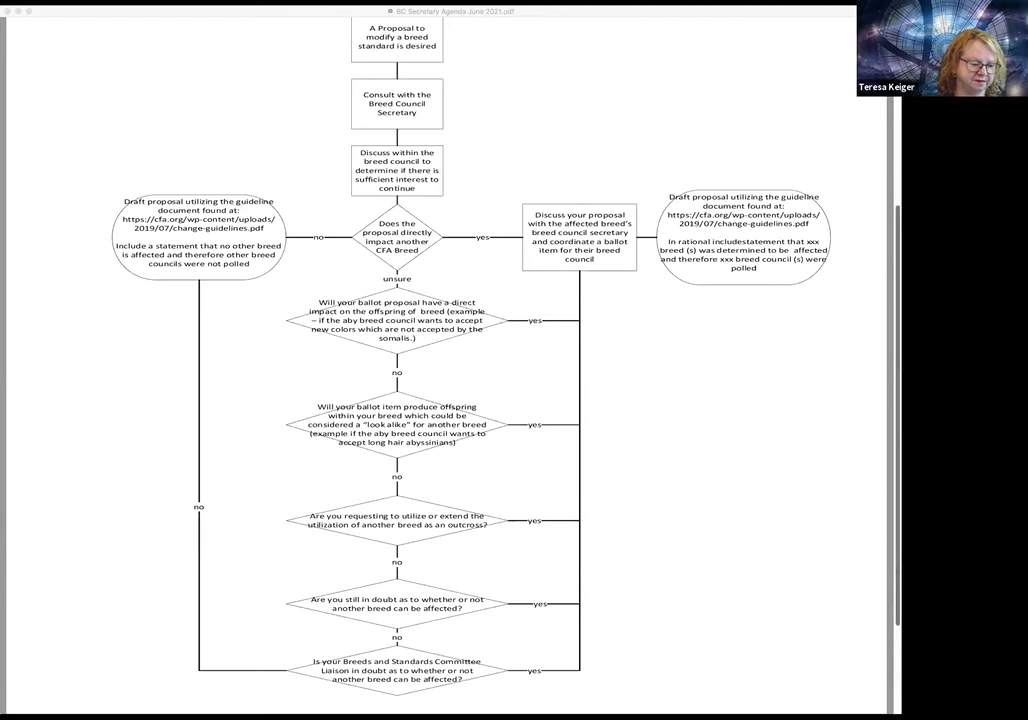 BC Secretary Agenda June 2021.pdf
Teresa Keiger
A Proposal to
modify a breed
standard is desired
Consult with the
Breed Council
Secretary
Discuss within the
breed council to
determine if there is
sufficient interest to
continue
Does the
proposal directly
impact another
CFA Breed
no
yes
unsure
Draft proposal utilizing the guideline
document found at:
https://cfa.org/wp-content/uploads/
2019/07/change-guidelines.pdf
Include a statement that no other breed
is affected and therefore other breed
councils were not polled
Discuss your proposal
with the affected breed's
breed council secretary
and coordinate a ballot
item for their breed
council
Draft proposal utilizing the guideline
document found at:
https://cfa.org/wp-content/uploads/
2019/07/change-guidelines.pdf
In rational includestatement that xxx
breed (s) was determined to be affected
and therefore xxx breed council (s) were
polled
Will your ballot proposal have a direct
impact on the offspring of breed (example
– if the aby breed council wants to accept
new colors which are not accepted by the
somalis.)
yes
no
Will your ballot item produce offspring
within your breed which could be
considered a "look alike" for another breed
(example if the aby breed council wants to
accept long hair abyssinians)
yes
no
no
Are you requesting to utilize or extend the
utilization of another breed as an outcross?
yes
no
Are you still in doubt as to whether or not
another breed can be affected?
yes
no
Is your Breeds and Standards Committee
Liaison in doubt as to whether or not
another breed can be affected?
yes